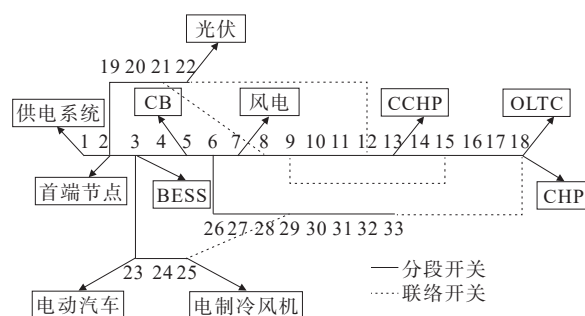 光伏
19 20 21 22
供电系统
CB
风电
CCHP
OLTC
1 2 3 4 5 6 7 8 9 10 11 12 13 14 15 16 17 18
首端节点
BESS
CHP
26 27 28 29 30 31 32 33
23 24 25
分段开关
联络开关
电动汽车
电制冷风机